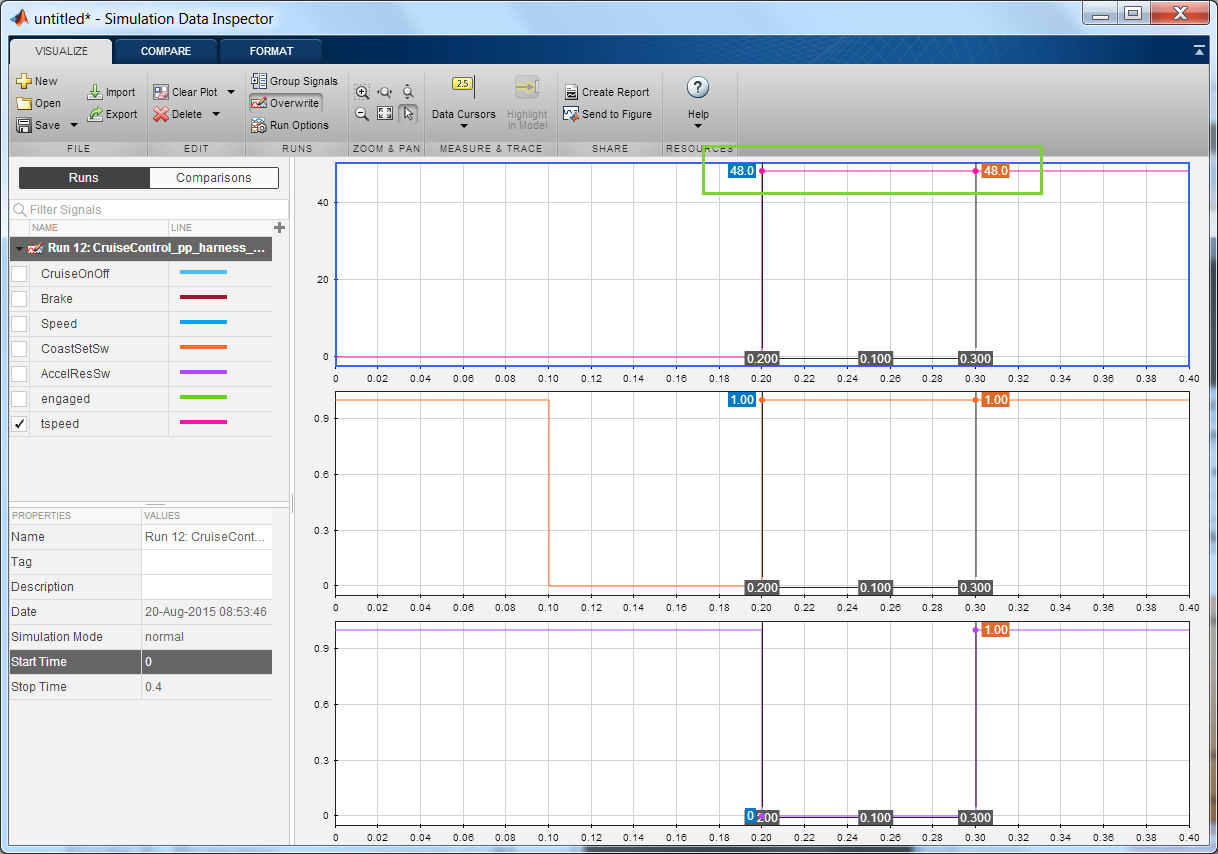 untitled* - Simulation Data Inspector
VISUALIZE COMPARE FORMAT
New
Open
Save
Import
Export
FILE
Clear Plot
Delete
EDIT
Group Signals
Overwrite
Run Options
RUNS
ZOOM & PAN
2.5
Data Cursors
Highlight
in Model
MEASURE & TRACE
Create Report
Send to Figure
SHARE
?
Help
RESOURCES
Runs Comparisons
Filter Signals
NAME LINE
Run 12: CruiseControl_pp_harness_...
CruiseOnOff
Brake
Speed
CoastSetSw
AccelResSw
engaged
tspeed
PROPERTIES VALUES
Name Run 12: CruiseCont...
Tag
Description
Date 20-Aug-2015 08:53:46
Simulation Mode normal
Start Time 0
Stop Time 0.4
48.0 48.0
40
20
0
0.200 0.100 0.300
0 0.02 0.04 0.06 0.08 0.10 0.12 0.14 0.16 0.18 0.20 0.22 0.24 0.26 0.28 0.30 0.32 0.34 0.36 0.38 0.40
1.00 1.00
0.9
0.6
0.3
0
0.200 0.100 0.300
0 0.02 0.04 0.06 0.08 0.10 0.12 0.14 0.16 0.18 0.20 0.22 0.24 0.26 0.28 0.30 0.32 0.34 0.36 0.38 0.40
1.00
0.9
0.6
0.3
0
0 200 0.100 0.300
0 0.02 0.04 0.06 0.08 0.10 0.12 0.14 0.16 0.18 0.20 0.22 0.24 0.26 0.28 0.30 0.32 0.34 0.36 0.38 0.40